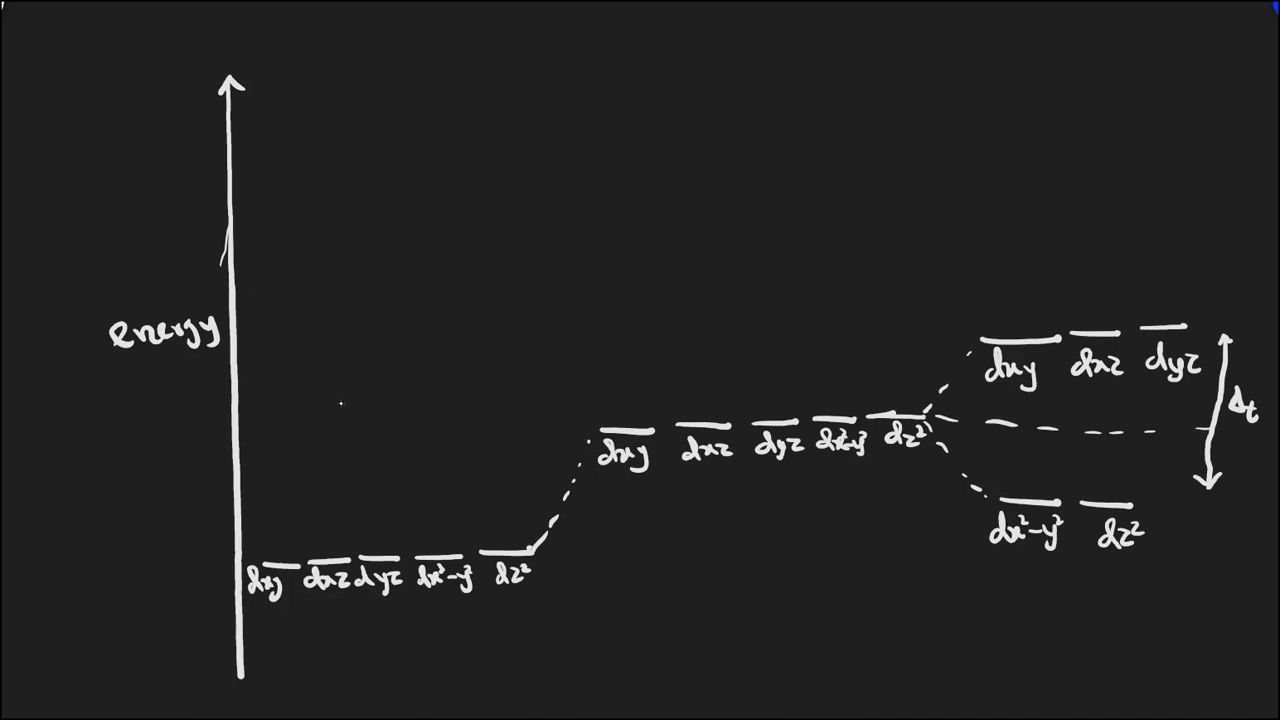 energy
dxy dxz dyz
Δt
dxy dxz dyz dx²-y² dz²
dx²-y² dz²
dxy dxz dyz dx²-y² dz²